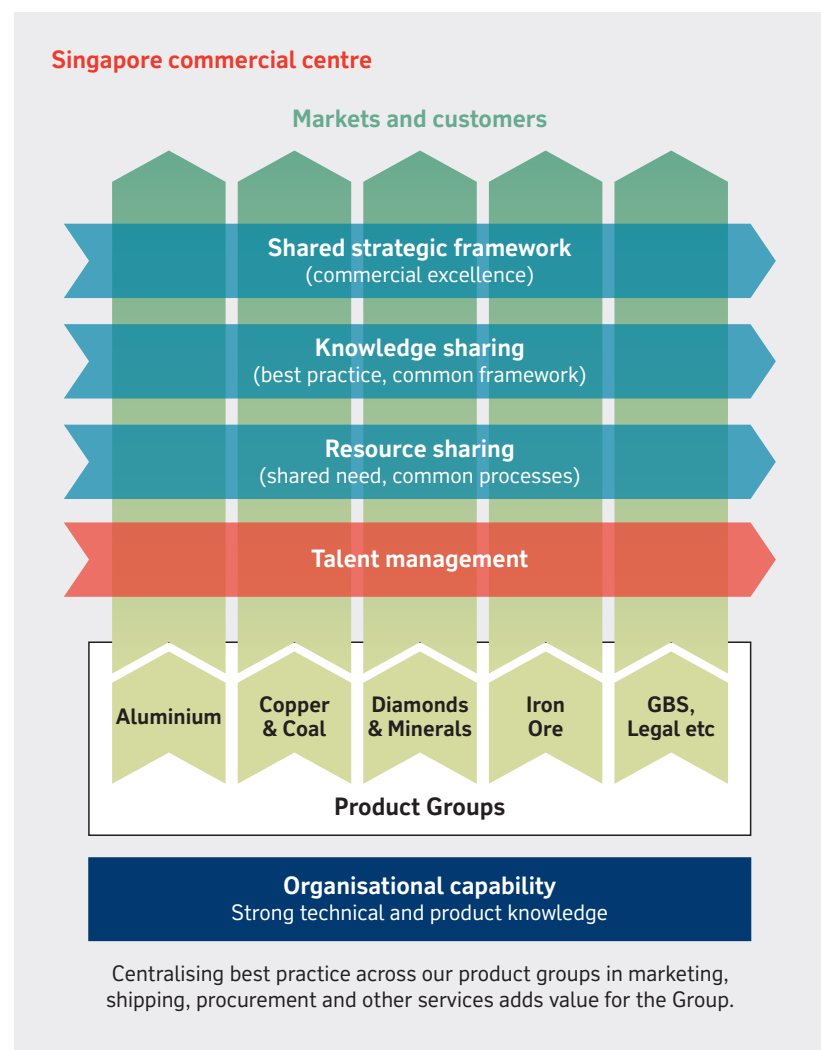 Singapore commercial centre
Markets and customers
Shared strategic framework
(commercial excellence)
Knowledge sharing
(best practice, common framework)
Resource sharing
(shared need, common processes)
Talent management
Aluminium
Copper
& Coal
Diamonds
& Minerals
Iron
Ore
GBS,
Legal etc
Product Groups
Organisational capability
Strong technical and product knowledge
Centralising best practice across our product groups in marketing,
shipping, procurement and other services adds value for the Group.